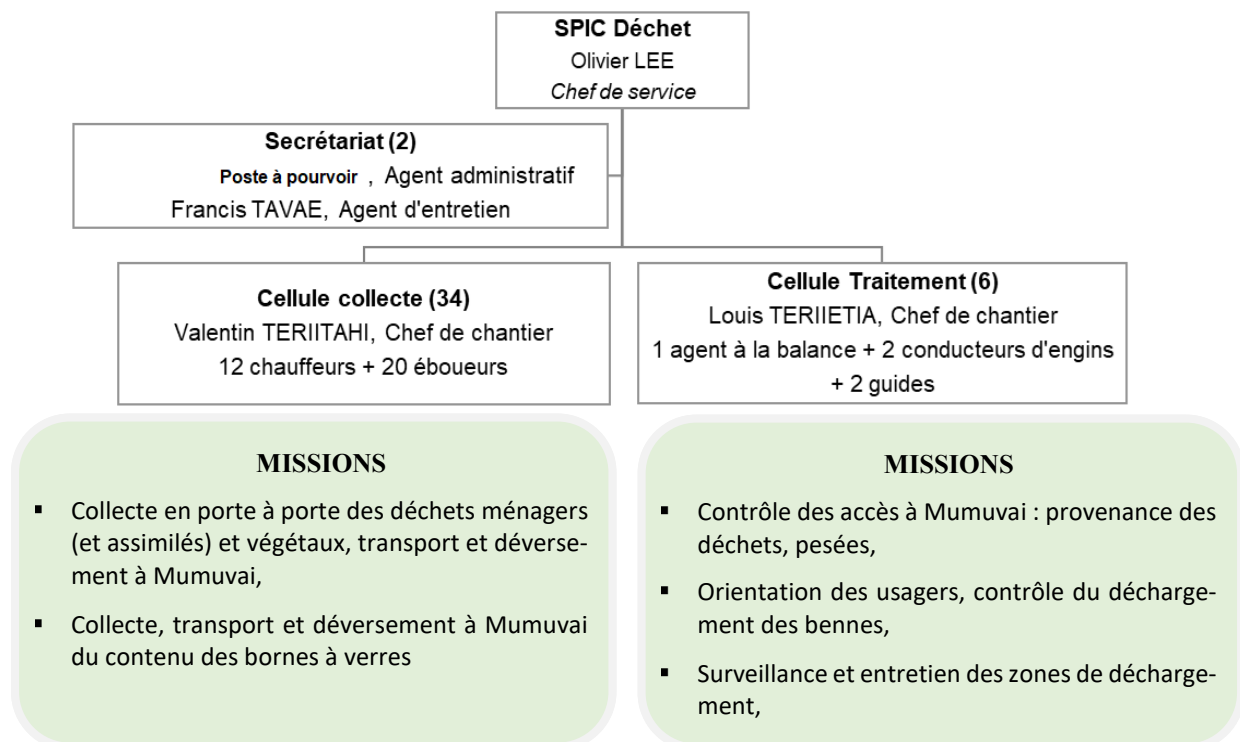 SPIC Déchet
Olivier LEE
Chef de service
Secrétariat (2)
Poste à pourvoir , Agent administratif
Francis TAVAE, Agent d'entretien
Cellule collecte (34)
Valentin TERIITAHI, Chef de chantier
12 chauffeurs + 20 éboueurs
Cellule Traitement (6)
Louis TERIIETIA, Chef de chantier
1 agent à la balance + 2 conducteurs d'engins
+ 2 guides
MISSIONS
▪ Collecte en porte à porte des déchets ménagers
(et assimilés) et végétaux, transport et déverse-
ment à Mumuvai,
▪ Collecte, transport et déversement à Mumuvai
du contenu des bornes à verres
MISSIONS
▪ Contrôle des accès à Mumuvai : provenance des
déchets, pesées,
▪ Orientation des usagers, contrôle du décharge-
ment des bennes,
▪ Surveillance et entretien des zones de décharge-
ment,